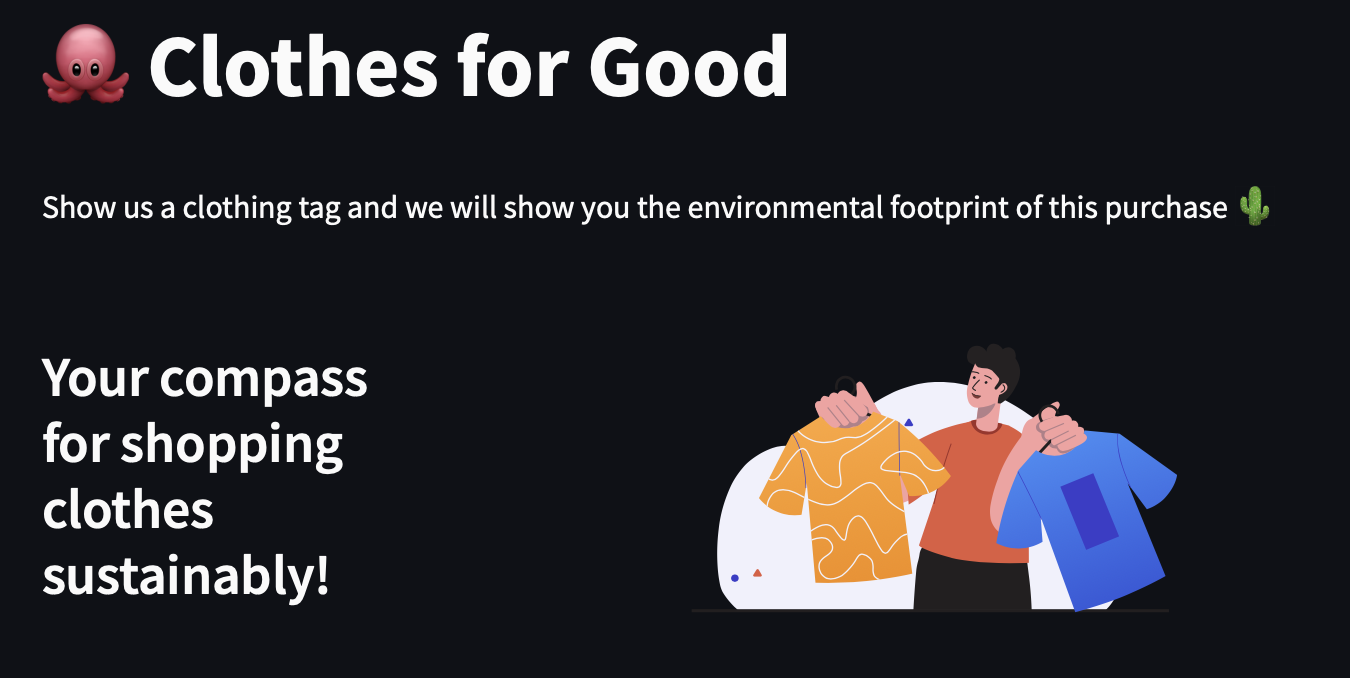 🐙 Clothes for Good
Show us a clothing tag and we will show you the environmental footprint of this purchase 🌵
Your compass
for shopping
clothes
sustainably!